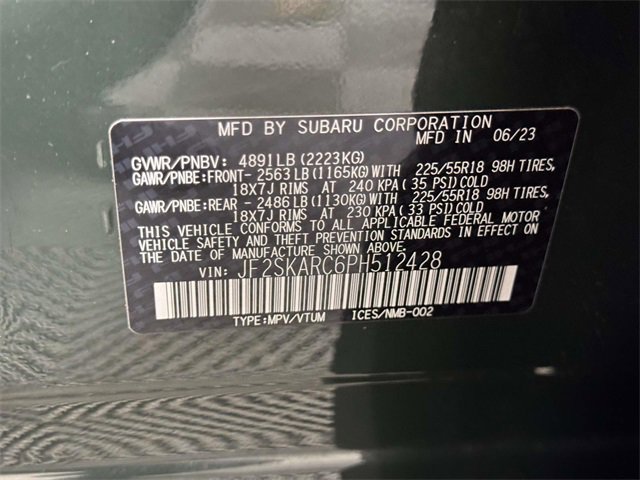 MFD BY SUBARU CORPORATION
MFD IN 06/23
GVWR/PNBV: 4891LB(2223KG)
GAWR/PNBE:FRONT- 2563LB(1165KG)WITH 225/55R18 98H TIRES,
18X7J RIMS AT 240 KPA(35 PSI)COLD
GAWR/PNBE:REAR - 2486LB(1130KG)WITH 225/55R18 98H TIRES,
18X7J RIMS AT 230 KPA(33 PSI)COLD
THIS VEHICLE CONFORMS TO ALL APPLICABLE FEDERAL MOTOR
VEHICLE SAFETY AND THEFT PREVENTION STANDARDS IN EFFECT ON
THE DATE OF MANUFACTURE SHOWN ABOVE.
VIN: JF2SKARC6PH512428
TYPE:MPV/VTUM ICES/NMB-002